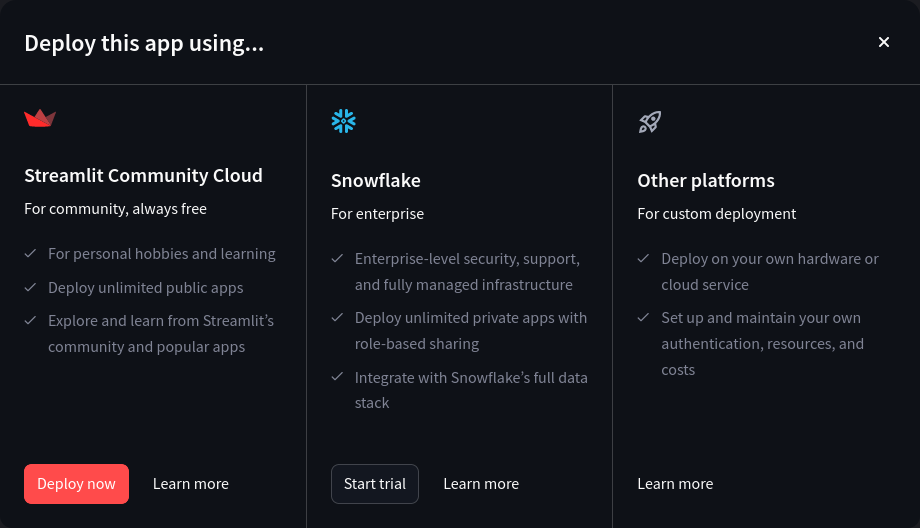 Deploy this app using...
Streamlit Community Cloud
For community, always free
For personal hobbies and learning
Deploy unlimited public apps
Explore and learn from Streamlit's
community and popular apps
Deploy now
Learn more
Snowflake
For enterprise
Enterprise-level security, support,
and fully managed infrastructure
Deploy unlimited private apps with
role-based sharing
Integrate with Snowflake's full data
stack
Start trial
Learn more
Other platforms
For custom deployment
Deploy on your own hardware or
cloud service
Set up and maintain your own
authentication, resources, and
costs
Learn more